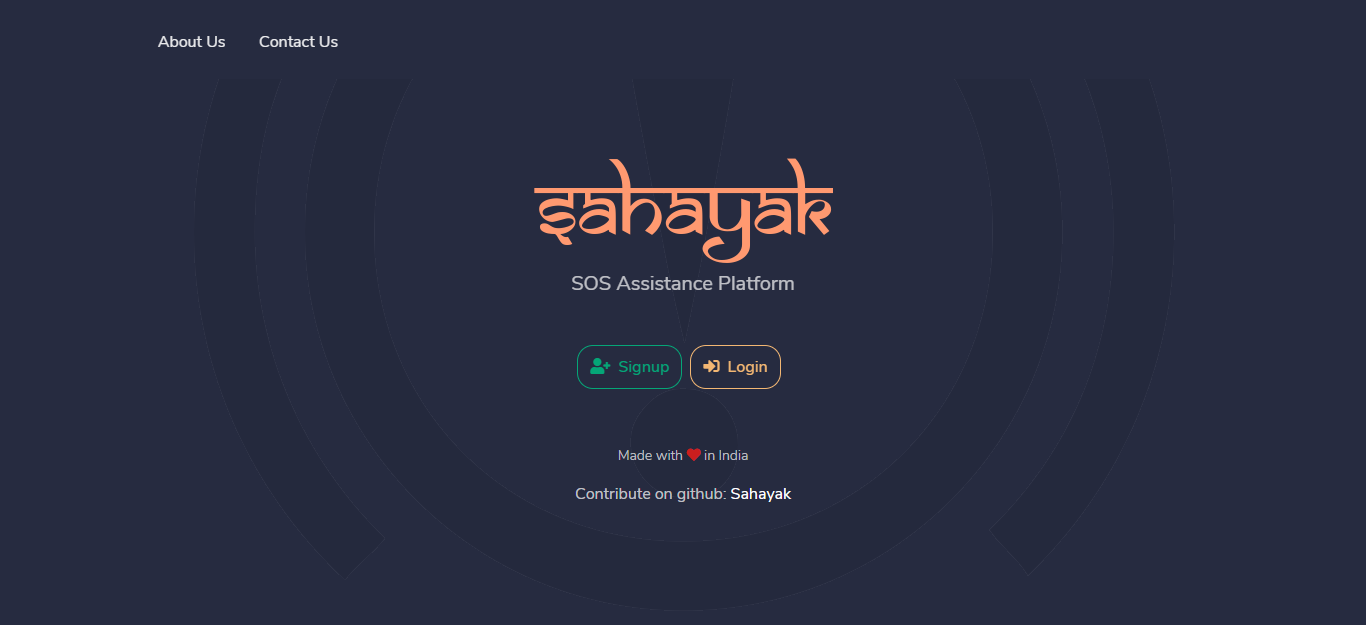 About Us
Contact Us
sahayak
SOS Assistance Platform
Signup
Login
Made with ❤ in India
Contribute on github: Sahayak